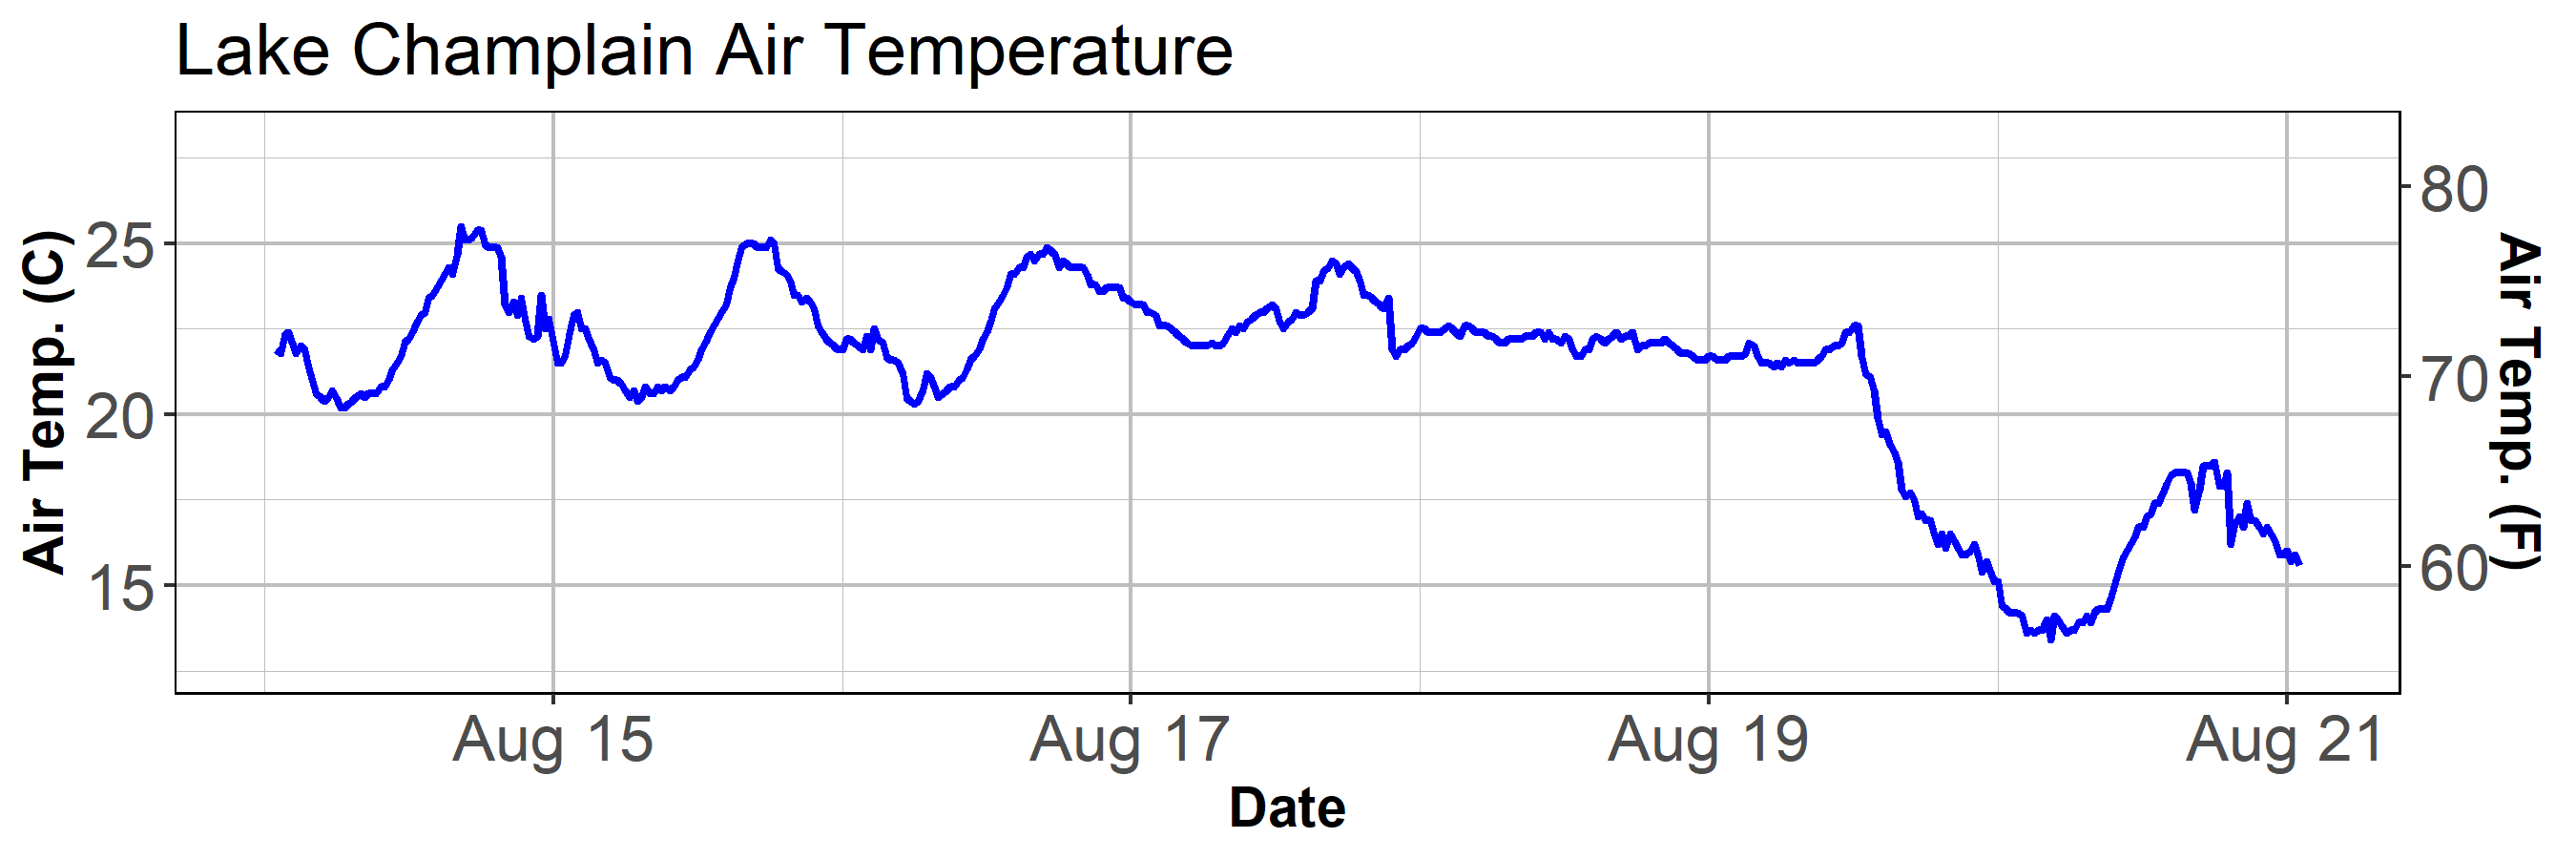 Lake Champlain Air Temperature
Air Temp. (C)
25
20
15
80
70
60
Air Temp. (F)
Aug 15
Aug 17
Aug 19
Aug 21
Date